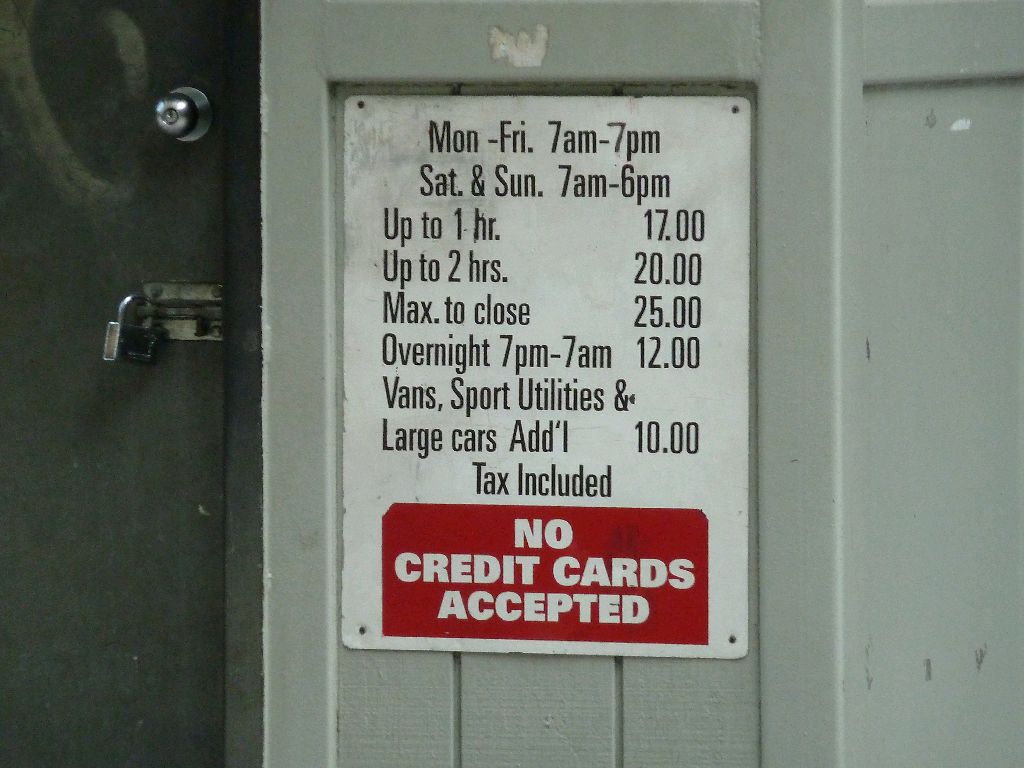 Mon -Fri. 7am-7pm
Sat. & Sun. 7am-6pm
Up to 1 hr. 17.00
Up to 2 hrs. 20.00
Max. to close 25.00
Overnight 7pm-7am 12.00
Vans, Sport Utilities &
Large cars Add'l 10.00
Tax Included
NO
CREDIT CARDS
ACCEPTED